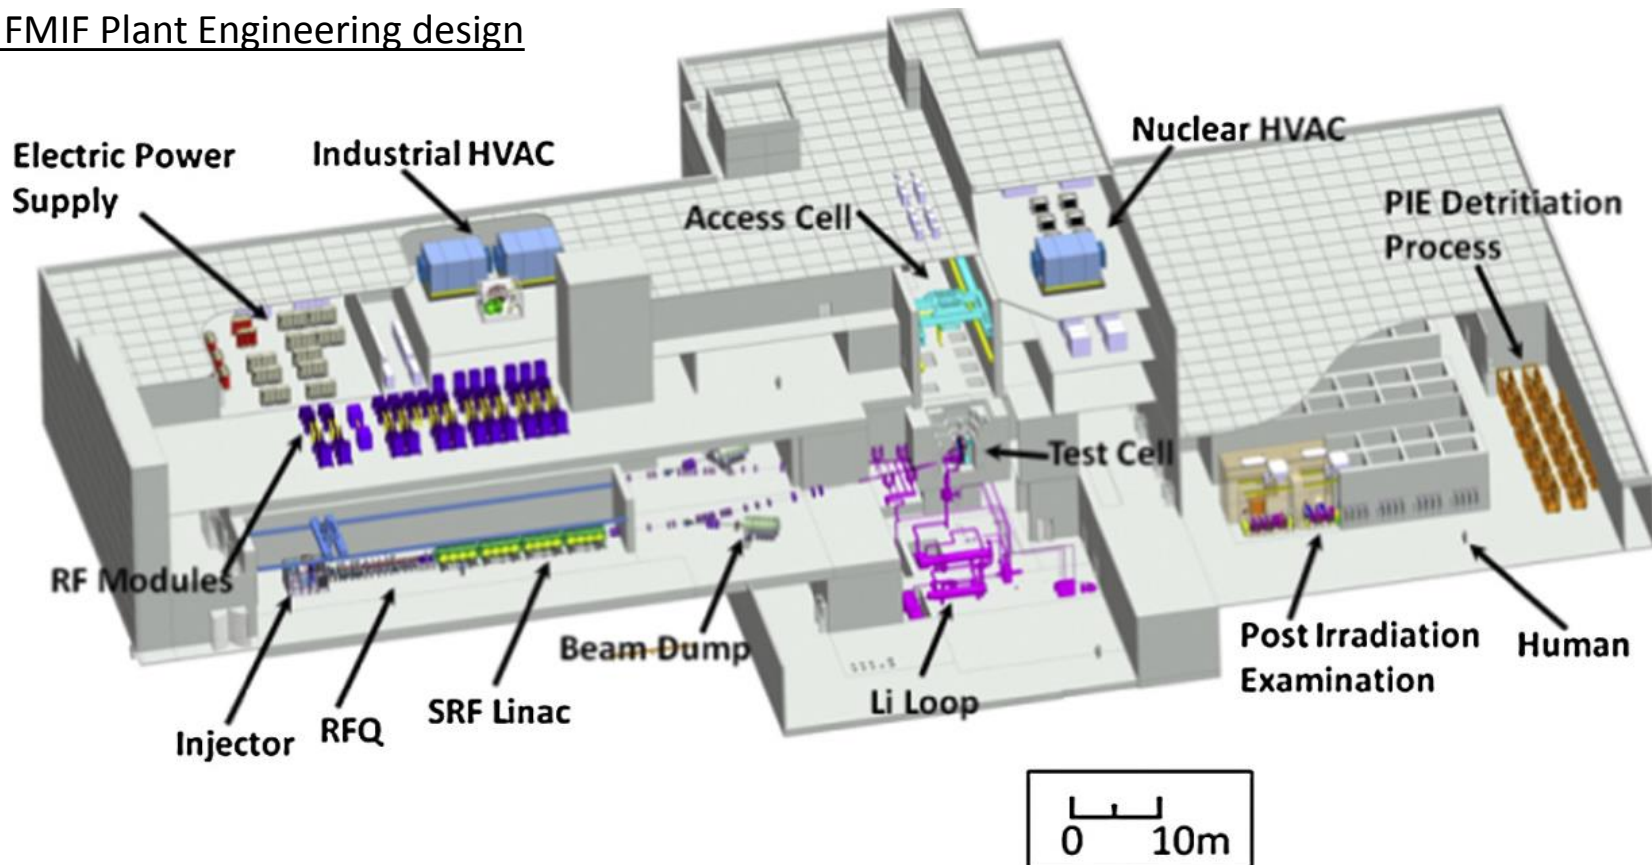 FMIF Plant Engineering design
Electric Power
Supply
Industrial HVAC
Nuclear HVAC
Access Cell
PIE Detritiation
Process
Test Cell
RF Modules
Beam Dump
Post Irradiation
Examination
Human
Injector
RFQ
SRF Linac
Li Loop
0 10m